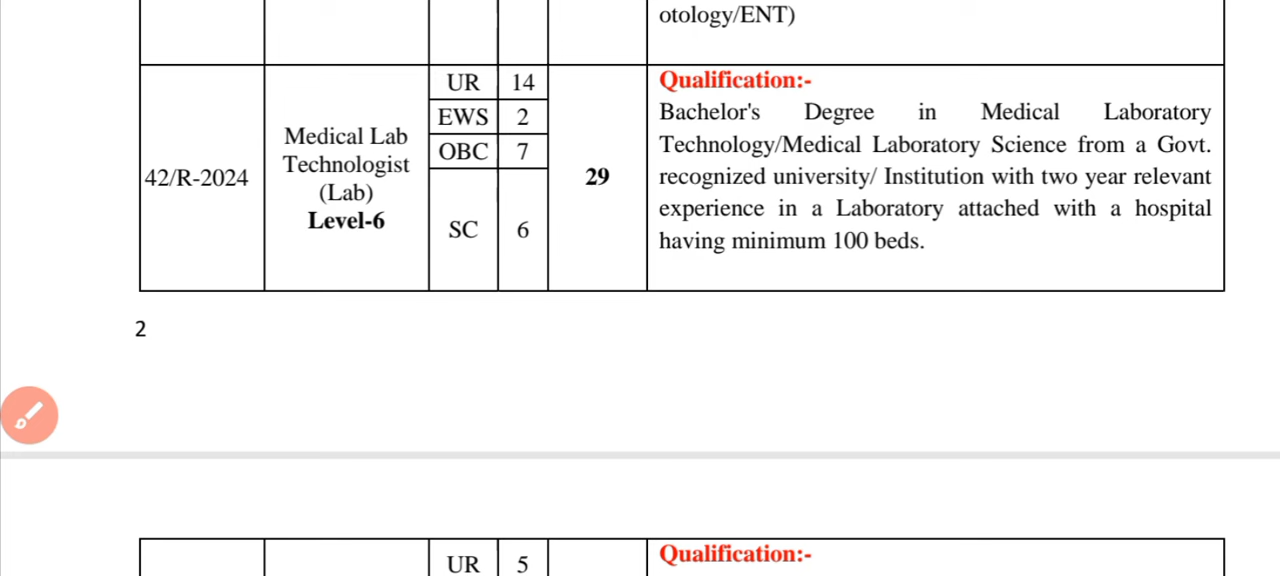 otology/ENT)
42/R-2024
Medical Lab
Technologist
(Lab)
Level-6
UR 14
EWS 2
OBC 7
SC 6
29
Qualification:-
Bachelor's Degree in Medical Laboratory
Technology/Medical Laboratory Science from a Govt.
recognized university/ Institution with two year relevant
experience in a Laboratory attached with a hospital
having minimum 100 beds.
2
UR 5
Qualification:-